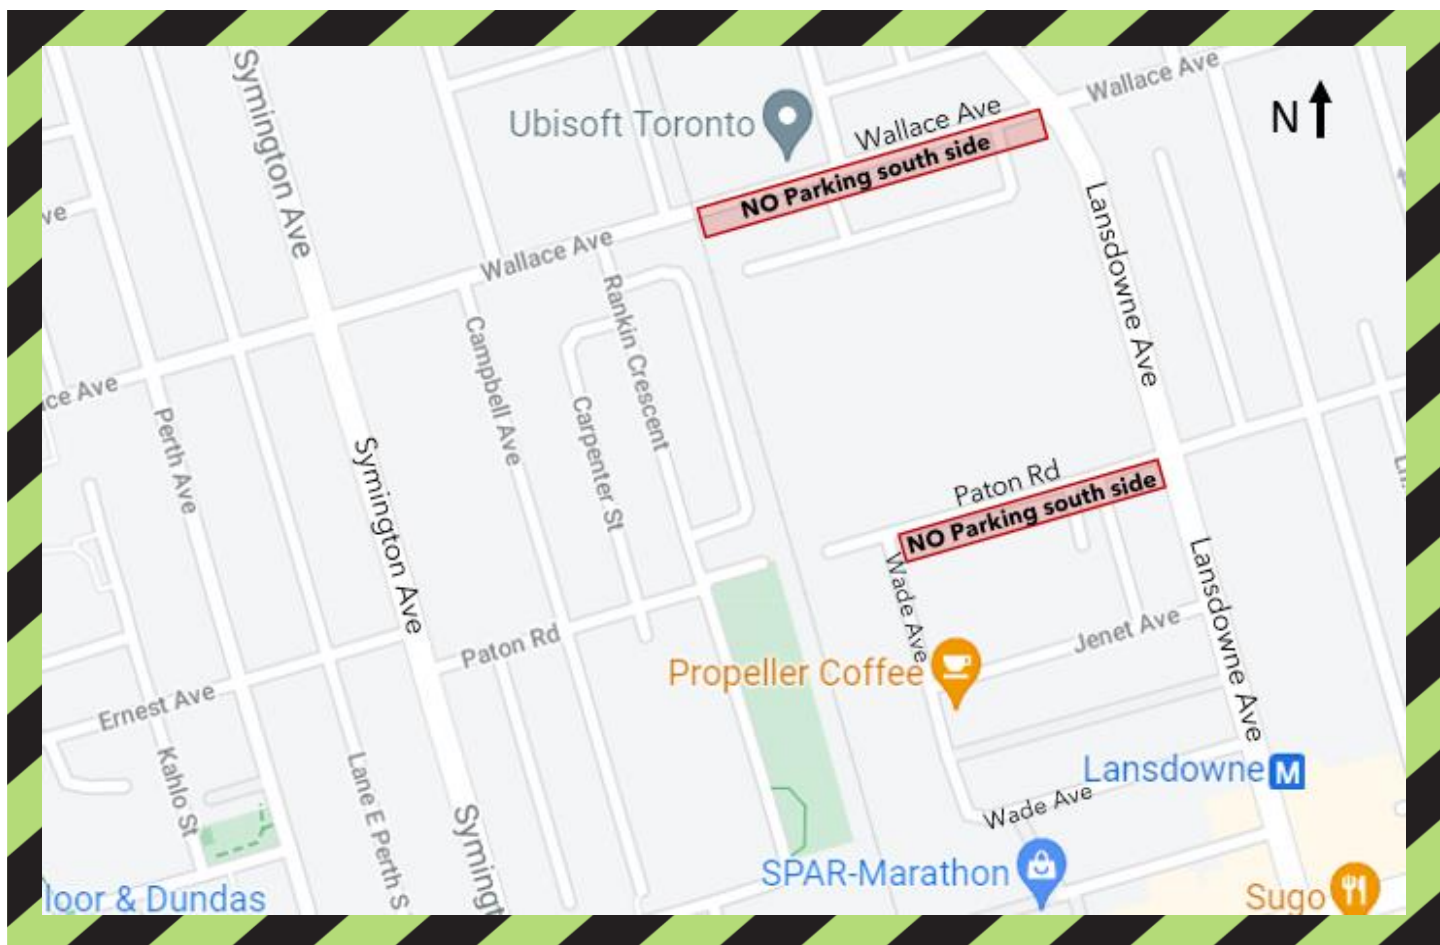 Symington Ave
Ubisoft Toronto
Wallace Ave
Wallace Ave
N
NO Parking south side
ve
Wallace Ave
Lansdowne Ave
Rankin Crescent
Campbell Ave
ce Ave
Perth Ave
Carpenter St
Symington Ave
Paton Rd
NO Parking south side
Wade Ave
Lansdowne Ave
Paton Rd
Jenet Ave
Propeller Coffee
Ernest Ave
Kahlo St
Lane E Perth S
Lansdowne M
Wade Ave
Symingt
SPAR-Marathon
loor & Dundas
Sugo